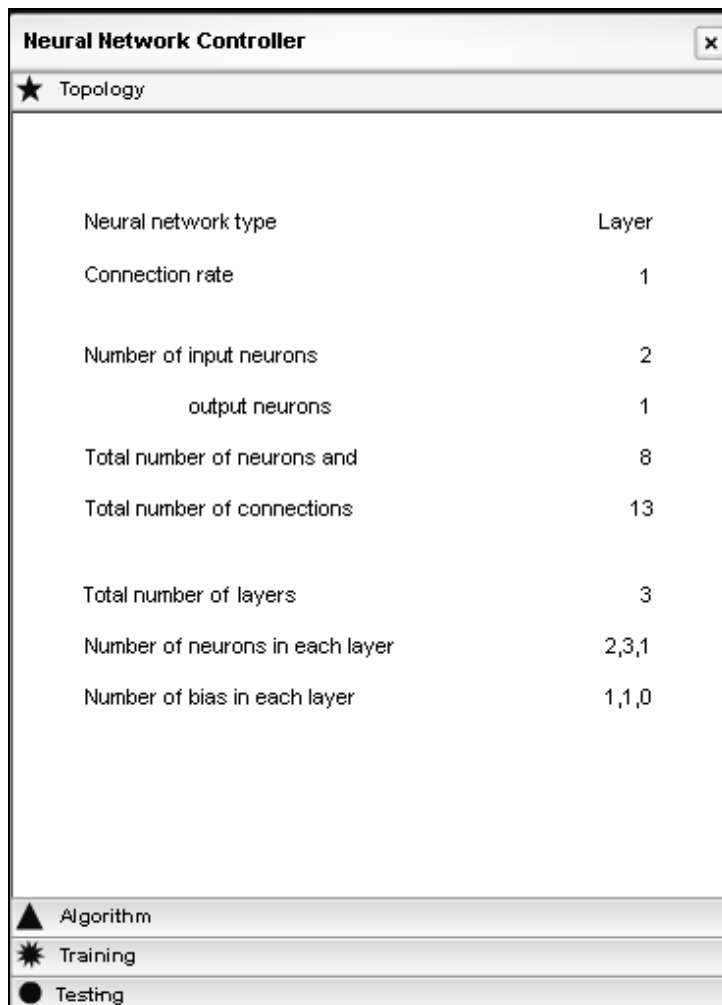 Neural Network Controller
Topology
Neural network type Layer
Connection rate 1
Number of input neurons 2
output neurons 1
Total number of neurons and 8
Total number of connections 13
Total number of layers 3
Number of neurons in each layer 2,3,1
Number of bias in each layer 1,1,0
Algorithm
Training
Testing